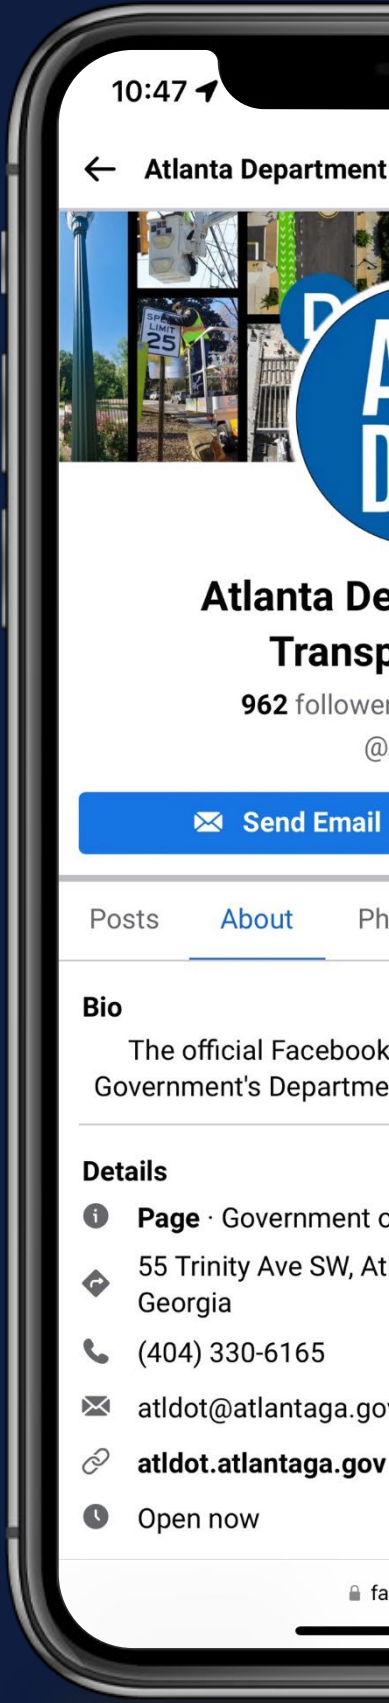 10:47
Atlanta Department
SPEED
LIMIT
25
D
A
D
Atlanta De
Transp
962 follower
@
Send Email
Posts About Ph
Bio
The official Facebook
Government's Departme
Details
Page · Government o
55 Trinity Ave SW, At
Georgia
(404) 330-6165
atldot@atlantaga.gov
atldot.atlantaga.gov
Open now
fa